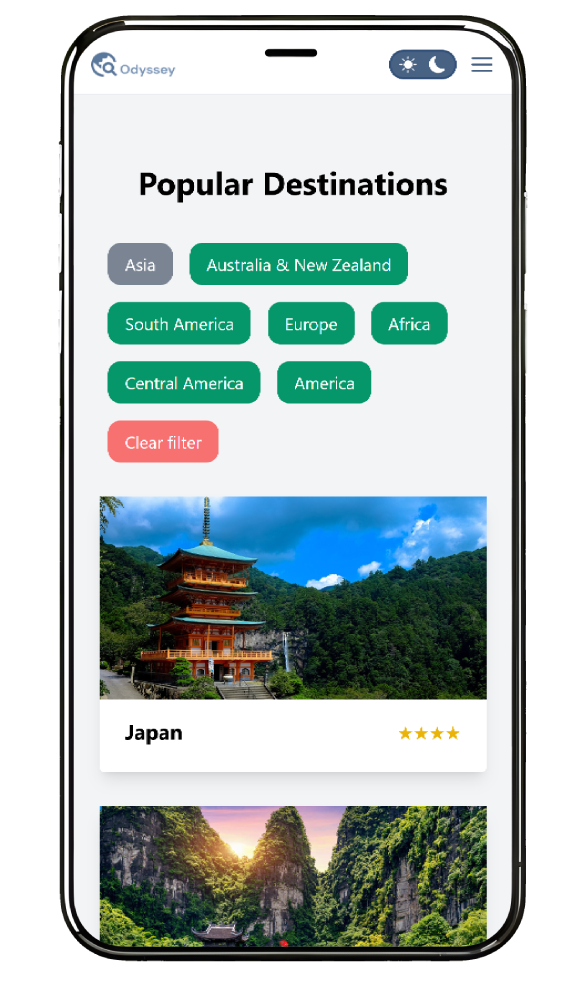 Odyssey
Popular Destinations
Asia
Australia & New Zealand
South America
Europe
Africa
Central America
America
Clear filter
Japan
★★★★